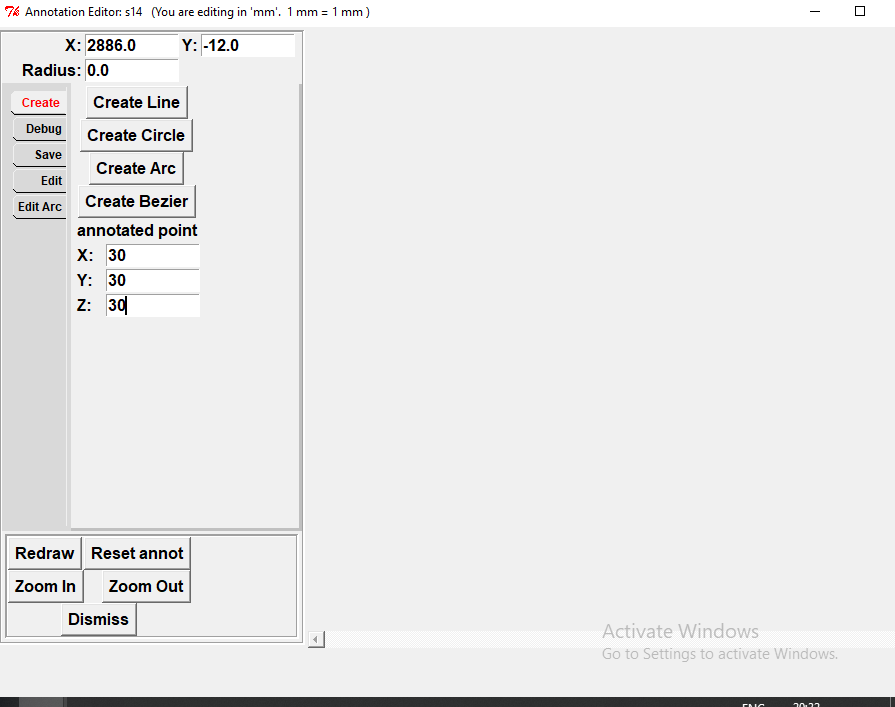 Annotation Editor: s14 (You are editing in 'mm'. 1 mm = 1 mm )
X: 2886.0 Y: -12.0
Radius: 0.0
Create
Debug
Save
Edit
Edit Arc
Create Line
Create Circle
Create Arc
Create Bezier
annotated point
X: 30
Y: 30
Z: 30
Redraw Reset annot
Zoom In Zoom Out
Dismiss
Activate Windows
Go to Settings to activate Windows.